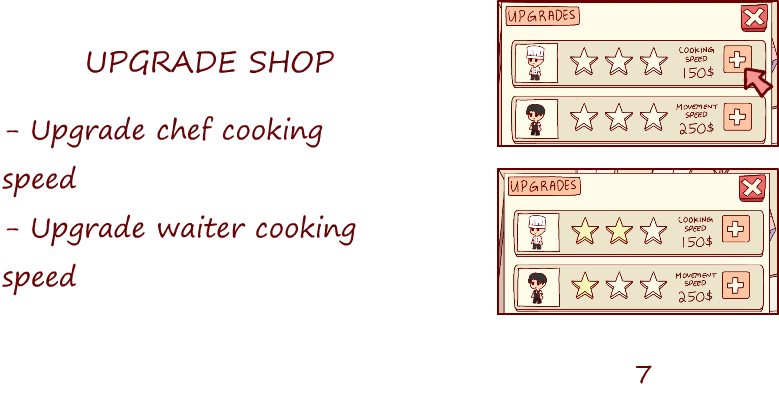 UPGRADE SHOP
- Upgrade chef cooking
speed
- Upgrade waiter cooking
speed
UPGRADES
COOKING
SPEED
150$
MOVEMENT
SPEED
250$
UPGRADES
COOKING
SPEED
150$
MOVEMENT
SPEED
250$
7